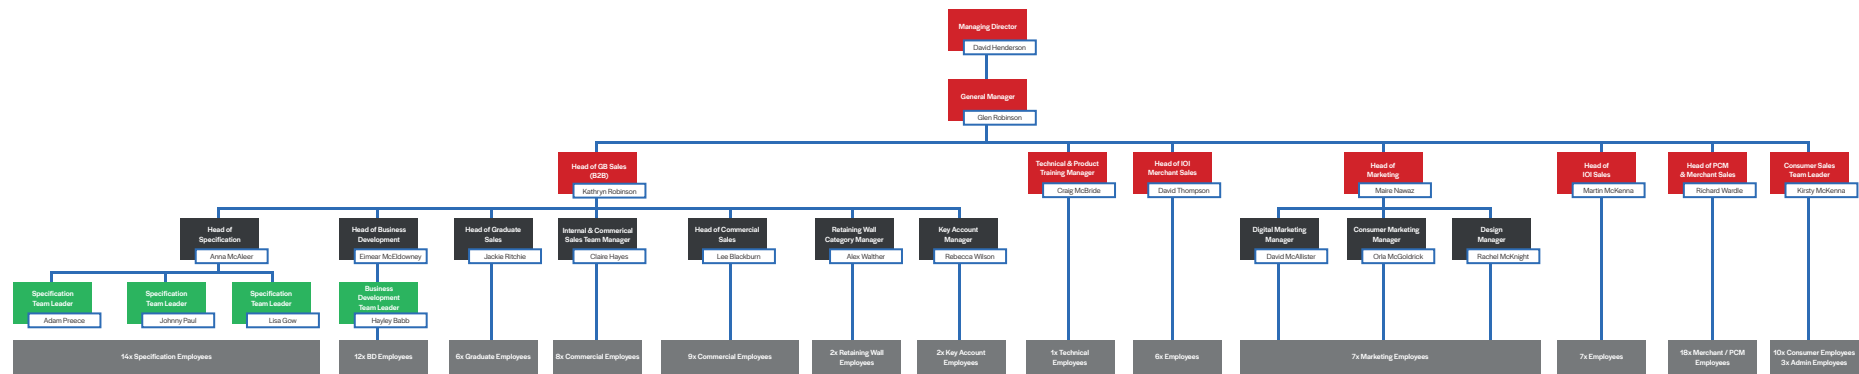 Managing Director
David Henderson
General Manager
Glen Robinson
Head of GB Sales
(B2B)
Kathryn Robinson
Technical & Product
Training Manager
Craig McBride
Head of IOI
Merchant Sales
David Thompson
Head of
Marketing
Maire Nawaz
Head of
IOI Sales
Martin McKenna
Head of PCM
& Merchant Sales
Richard Wardle
Consumer Sales
Team Leader
Kirsty McKenna
Head of
Specification
Anna McAleer
Head of Business
Development
Eimear McEldowney
Head of Graduate
Sales
Jackie Ritchie
Internal & Commerical
Sales Team Manager
Claire Hayes
Head of Commercial
Sales
Lee Blackburn
Retaining Wall
Category Manager
Alex Walther
Key Account
Manager
Rebecca Wilson
Digital Marketing
Manager
David McAllister
Consumer Marketing
Manager
Orla McGoldrick
Design
Manager
Rachel McKnight
Specification
Team Leader
Adam Preece
Specification
Team Leader
Johnny Paul
Specification
Team Leader
Lisa Gow
Business
Development
Team Leader
Hayley Babb
14x Specification Employees
12x BD Employees
6x Graduate Employees
8x Commercial Employees
9x Commercial Employees
2x Retaining Wall
Employees
2x Key Account
Employees
1x Technical
Employees
6x Employees
7x Marketing Employees
7x Employees
18x Merchant / PCM
Employees
10x Consumer Employees
3x Admin Employees